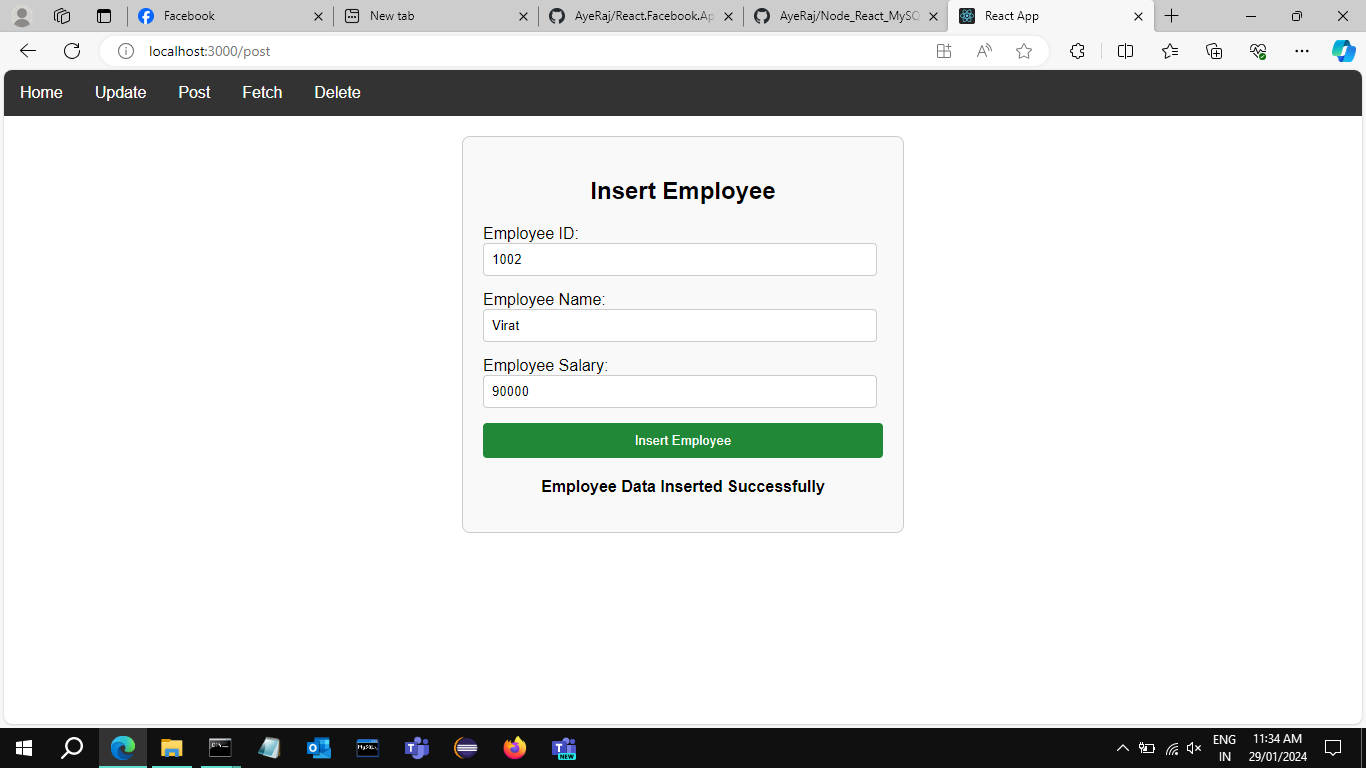 Facebook
New tab
AyeRaj/React.Facebook.Ap
AyeRaj/Node_React_MySQ
React App
localhost:3000/post
Home Update Post Fetch Delete
Insert Employee
Employee ID:
1002
Employee Name:
Virat
Employee Salary:
90000
Insert Employee
Employee Data Inserted Successfully
ENG
IN
11:34 AM
29/01/2024
NEW